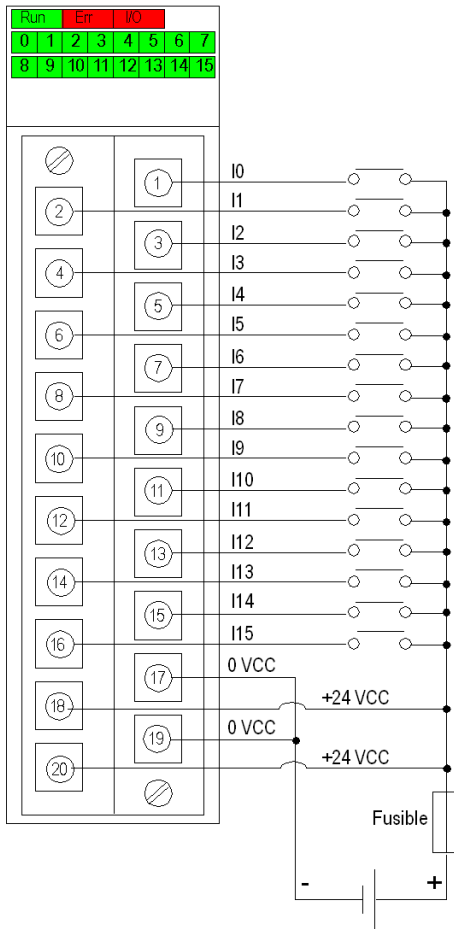 Run Err I/O
0 1 2 3 4 5 6 7
8 9 10 11 12 13 14 15
1 I0
2 I1
3 I2
4 I3
5 I4
6 I5
7 I6
8 I7
9 I8
10 I9
11 I10
12 I11
13 I12
14 I13
15 I14
16 I15
17 0 VCC
18 +24 VCC
19 0 VCC
20 +24 VCC
Fusible
- +